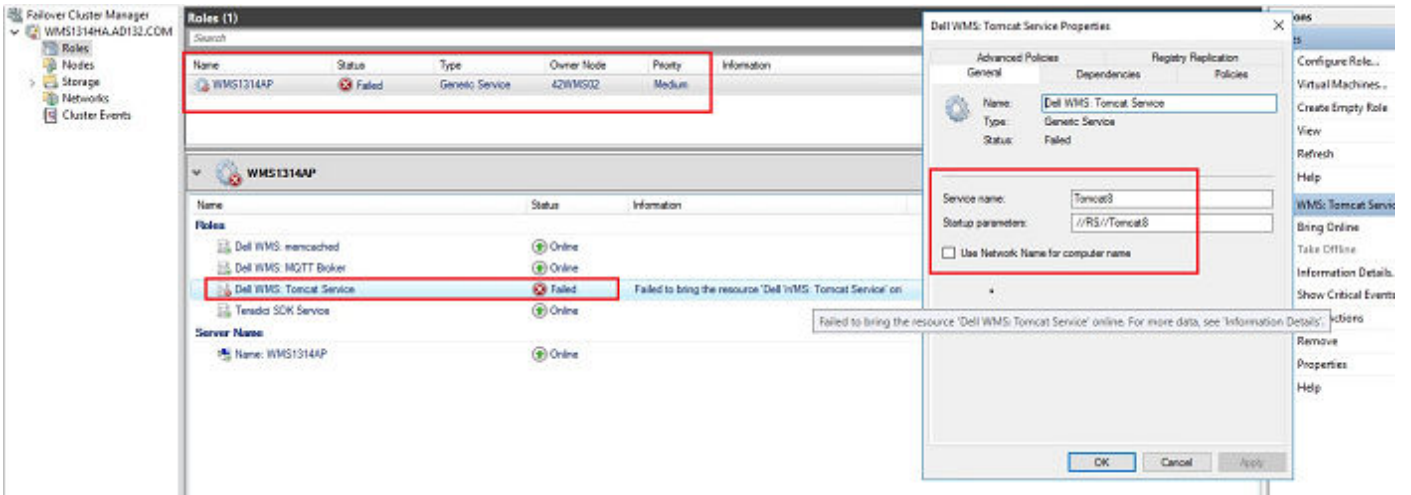 Failover Cluster Manager
WMS1314HA.AD132.COM
Roles
Nodes
Storage
Networks
Cluster Events
Roles (1)
Search
Name Status Type Owner Node Priority Information
WMS1314AP Failed Generic Service 42WMS02 Medium
WMS1314AP
Name Status Information
Roles
Dell WMS: memcached Online
Dell WMS: MQTT Broker Online
Dell WMS: Tomcat Service Failed Failed to bring the resource 'Dell WMS: Tomcat Service' on
Teradici SDK Service Online
Server Name
Name: WMS1314AP Online
Dell WMS: Tomcat Service Properties
Advanced Policies Registry Replication
General Dependencies Policies
Name: Dell WMS: Tomcat Service
Type: Generic Service
Status: Failed
Service name: Tomcat8
Startup parameters: //RS//Tomcat8
Use Network Name for computer name
Failed to bring the resource 'Dell WMS: Tomcat Service' online. For more data, see 'Information Details'.
OK Cancel Apply
ons
Configure Role...
Virtual Machines...
Create Empty Role
View
Refresh
Help
WMS: Tomcat Servic
Bring Online
Take Offline
Information Details.
Show Critical Events
ctions
Remove
Properties
Help